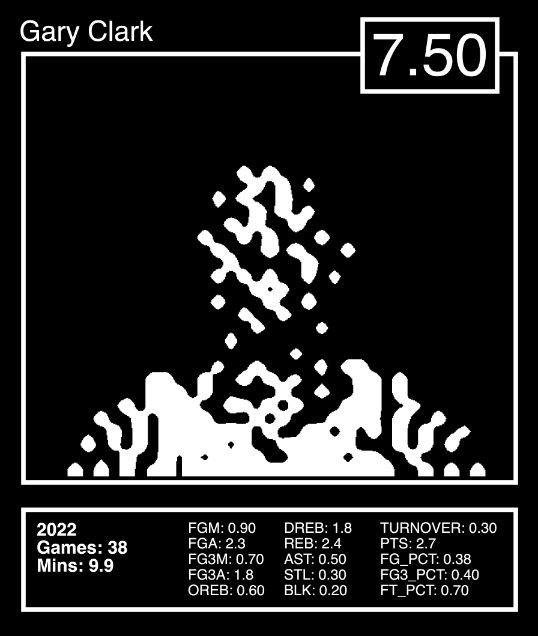 Gary Clark
7.50
2022
Games: 38
Mins: 9.9
FGM: 0.90
FGA: 2.3
FG3M: 0.70
FG3A: 1.8
OREB: 0.60
DREB: 1.8
REB: 2.4
AST: 0.50
STL: 0.30
BLK: 0.20
TURNOVER: 0.30
PTS: 2.7
FG_PCT: 0.38
FG3_PCT: 0.40
FT_PCT: 0.70